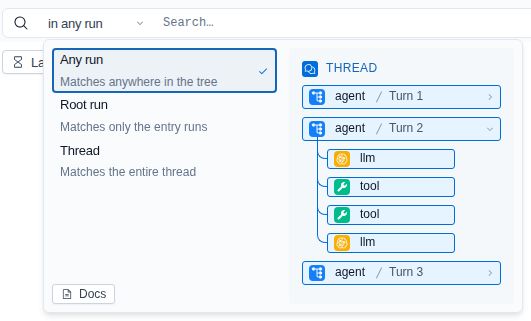 in any run
Search...
La
Any run
Matches anywhere in the tree
Root run
Matches only the entry runs
Thread
Matches the entire thread
Docs
THREAD
agent / Turn 1
agent / Turn 2
llm
tool
tool
llm
agent / Turn 3